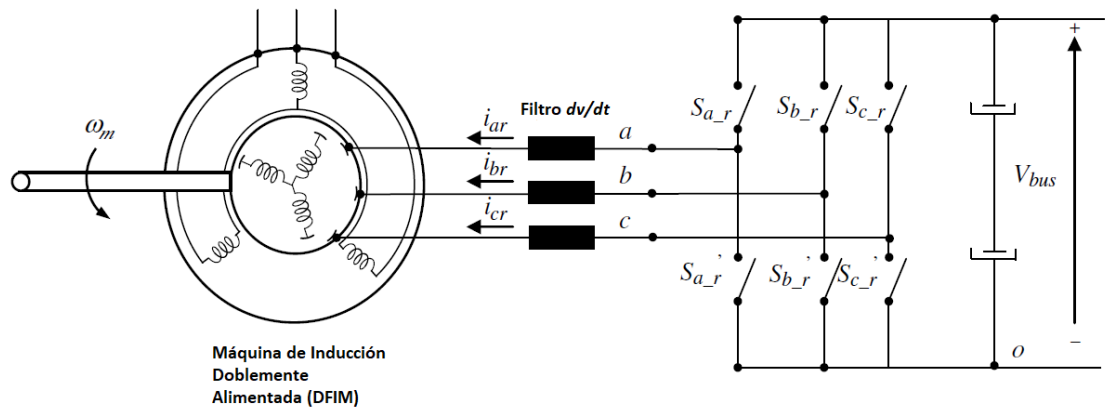 ω_m
Filtro dv/dt
i_ar
a
i_br
b
i_cr
c
S_a_r
S_b_r
S_c_r
S_a_r'
S_b_r'
S_c_r'
+
V_bus
−
o
Máquina de Inducción
Doblemente
Alimentada (DFIM)